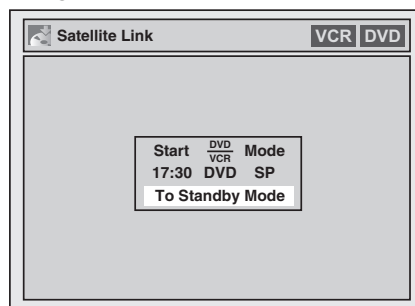 Satellite Link VCR DVD
Start DVD/VCR Mode
17:30 DVD SP
To Standby Mode